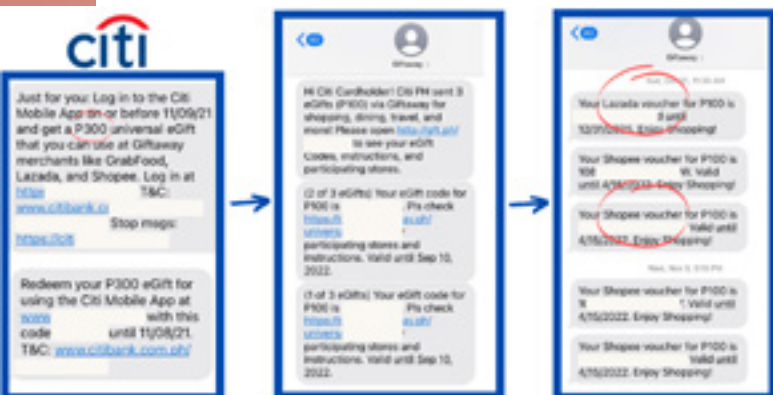 citi
Just for you: Log in to the Citi
Mobile App on or before 11/09/21
and get a P300 universal eGift
that you can use at Giftaway
merchants like GrabFood,
Lazada, and Shopee. Log in at
T&C:
www.citibank.c
Stop msgs:
Redeem your P300 eGift for
using the Citi Mobile App at
www with this
code until 11/08/21.
T&C: www.citibank.com.ph/
Giftaway
Hi Citi Cardholder! Citi PH sent 3
eGifts (P100) via Giftaway for
shopping, dining, travel, and
more! Please open http://gift.ph/
to see your eGift
Codes, instructions, and
participating stores.
(2 of 3 eGifts) Your eGift code for
P100 is Pls check
participating stores and
instructions. Valid until Sep 10,
2022.
(1 of 3 eGifts) Your eGift code for
P100 is Pls check
participating stores and
instructions. Valid until Sep 10,
2022.
Giftaway
Your Lazada voucher for P100 is
until
12/31/2021. Enjoy Shopping!
Your Shopee voucher for P100 is
Valid
until 4/15/2022. Enjoy Shopping!
Your Shopee voucher for P100 is
Valid until
4/15/2022. Enjoy Shopping!
Your Shopee voucher for P100 is
Valid until
4/15/2022. Enjoy Shopping!
Your Shopee voucher for P100 is
Valid until
4/15/2022. Enjoy Shopping!